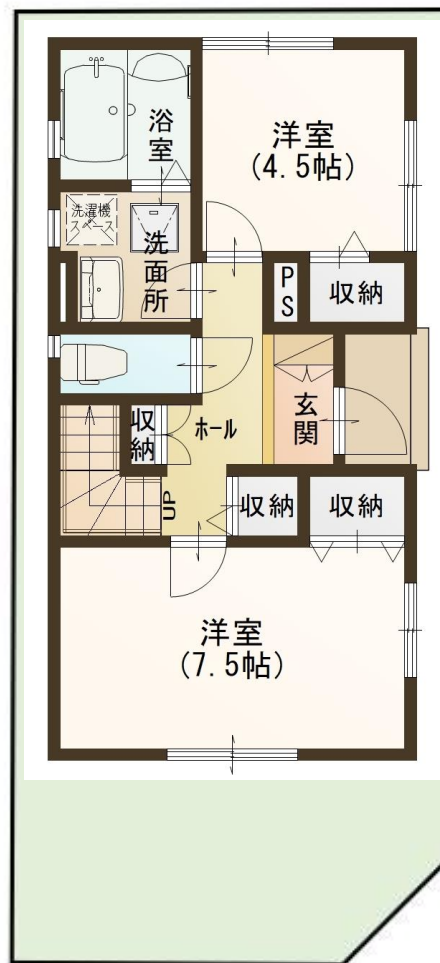 浴室
洋室
(4.5帖)
洗濯機
スペース
洗面所
PS
収納
収納
ホール
玄関
UP
収納
収納
洋室
(7.5帖)